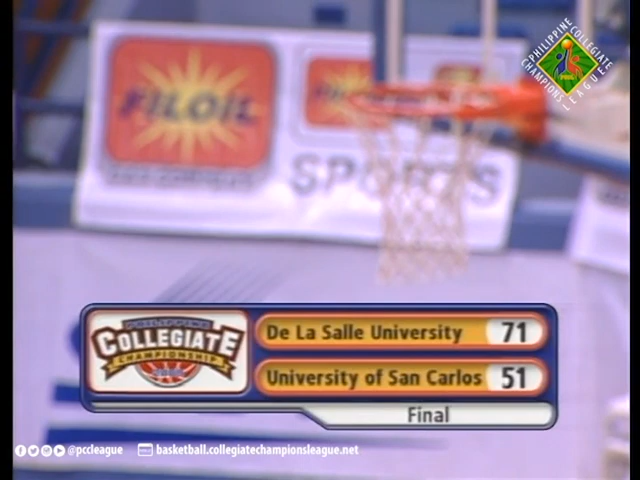 PHILIPPINE COLLEGIATE
CHAMPIONS LEAGUE
FILOIL
SPORTS
PHILIPPINE
COLLEGIATE
CHAMPIONSHIP
De La Salle University 71
University of San Carlos 51
Final
@pccleague basketball.collegiatechampionsleague.net